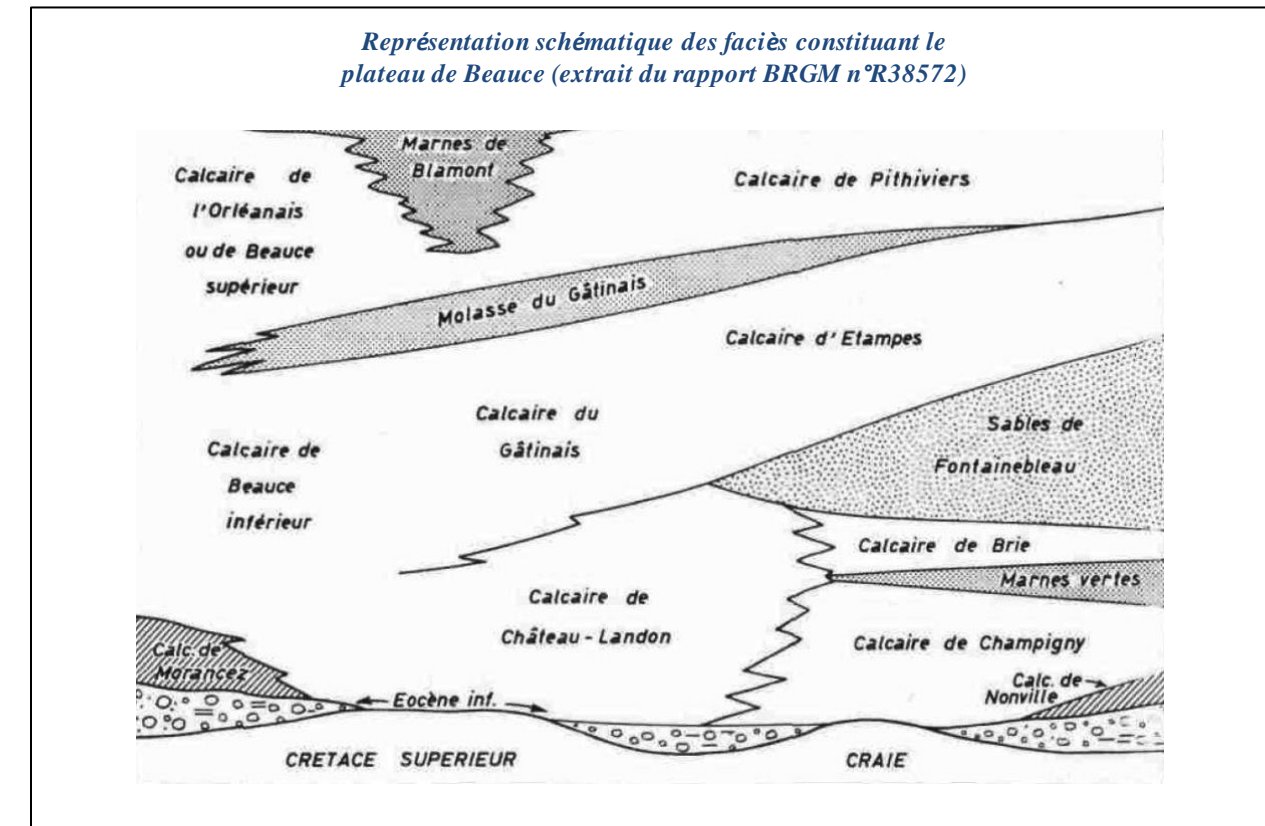 Représentation schématique des faciès constituant le
plateau de Beauce (extrait du rapport BRGM n°R38572)
Marnes de
Blamont
Calcaire de
l'Orléanais
ou de Beauce
supérieur
Calcaire de Pithiviers
Molasse du Gâtinais
Calcaire d'Etampes
Calcaire du
Gâtinais
Sables de
Fontainebleau
Calcaire de
Beauce
inférieur
Calcaire de Brie
Marnes vertes
Calcaire de
Château-Landon
Calcaire de Champigny
Calc. de
Morancez
Calc. de
Nonville
Eocène inf.
CRETACE SUPERIEUR
CRAIE